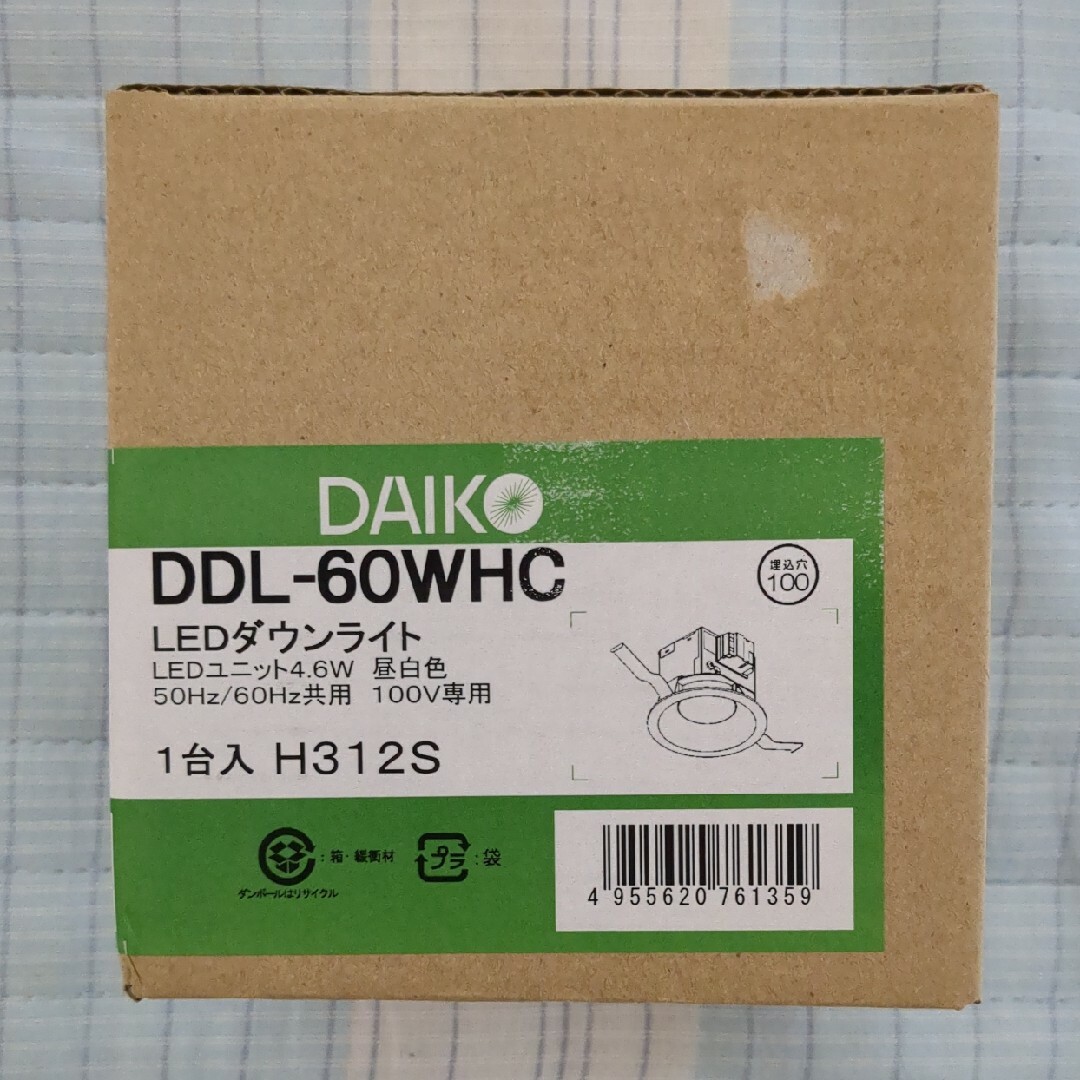 DAIKO
DDL-60WHC
埋込穴
100
LEDダウンライト
LEDユニット4.6W 昼白色
50Hz/60Hz共用 100V専用
1台入 H312S
:箱・緩衝材
プラ:袋
ダンボールはリサイクル
4 955620 761359